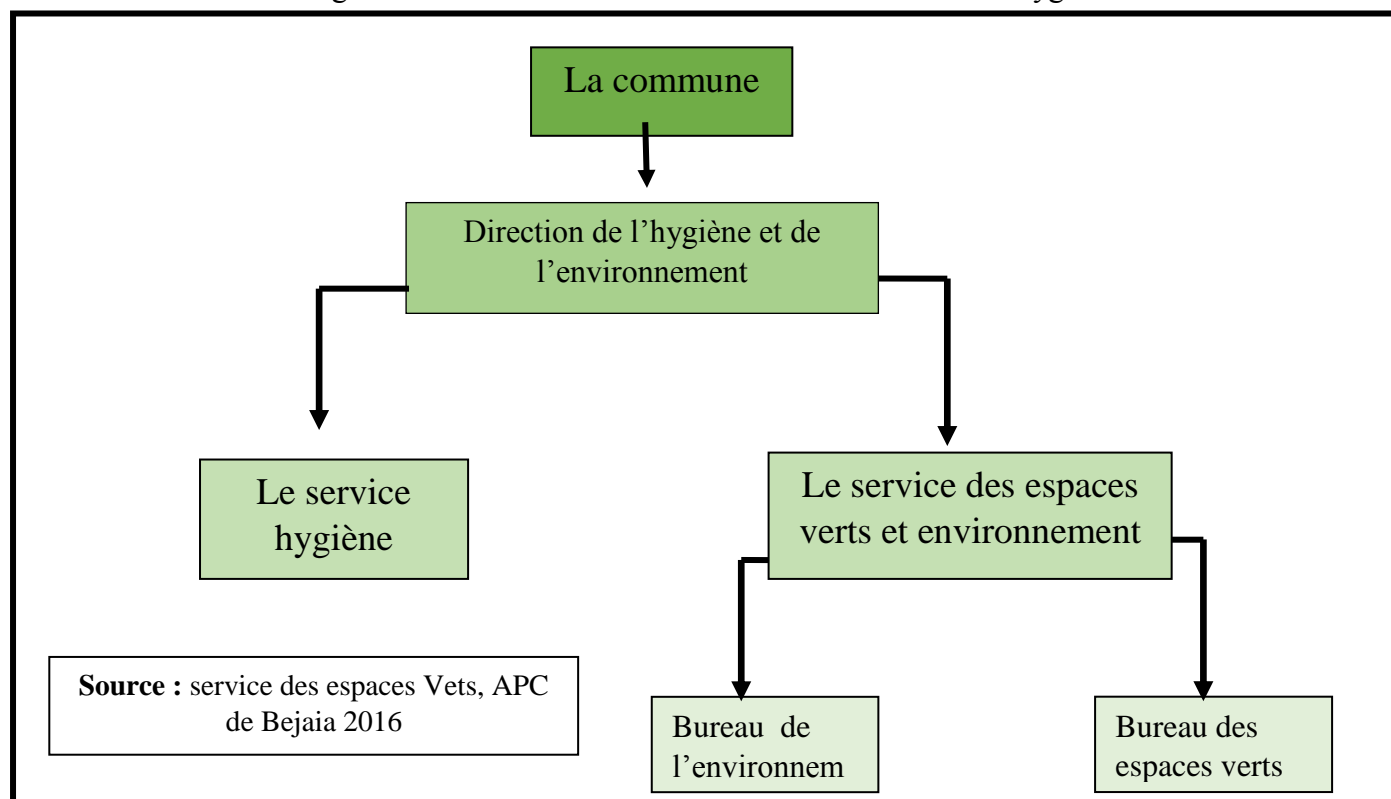 La commune
Direction de l’hygiène et de
l’environnement
Le service
hygiène
Le service des espaces
verts et environnement
Source : service des espaces Vets, APC
de Bejaia 2016
Bureau de
l’environnem
Bureau des
espaces verts